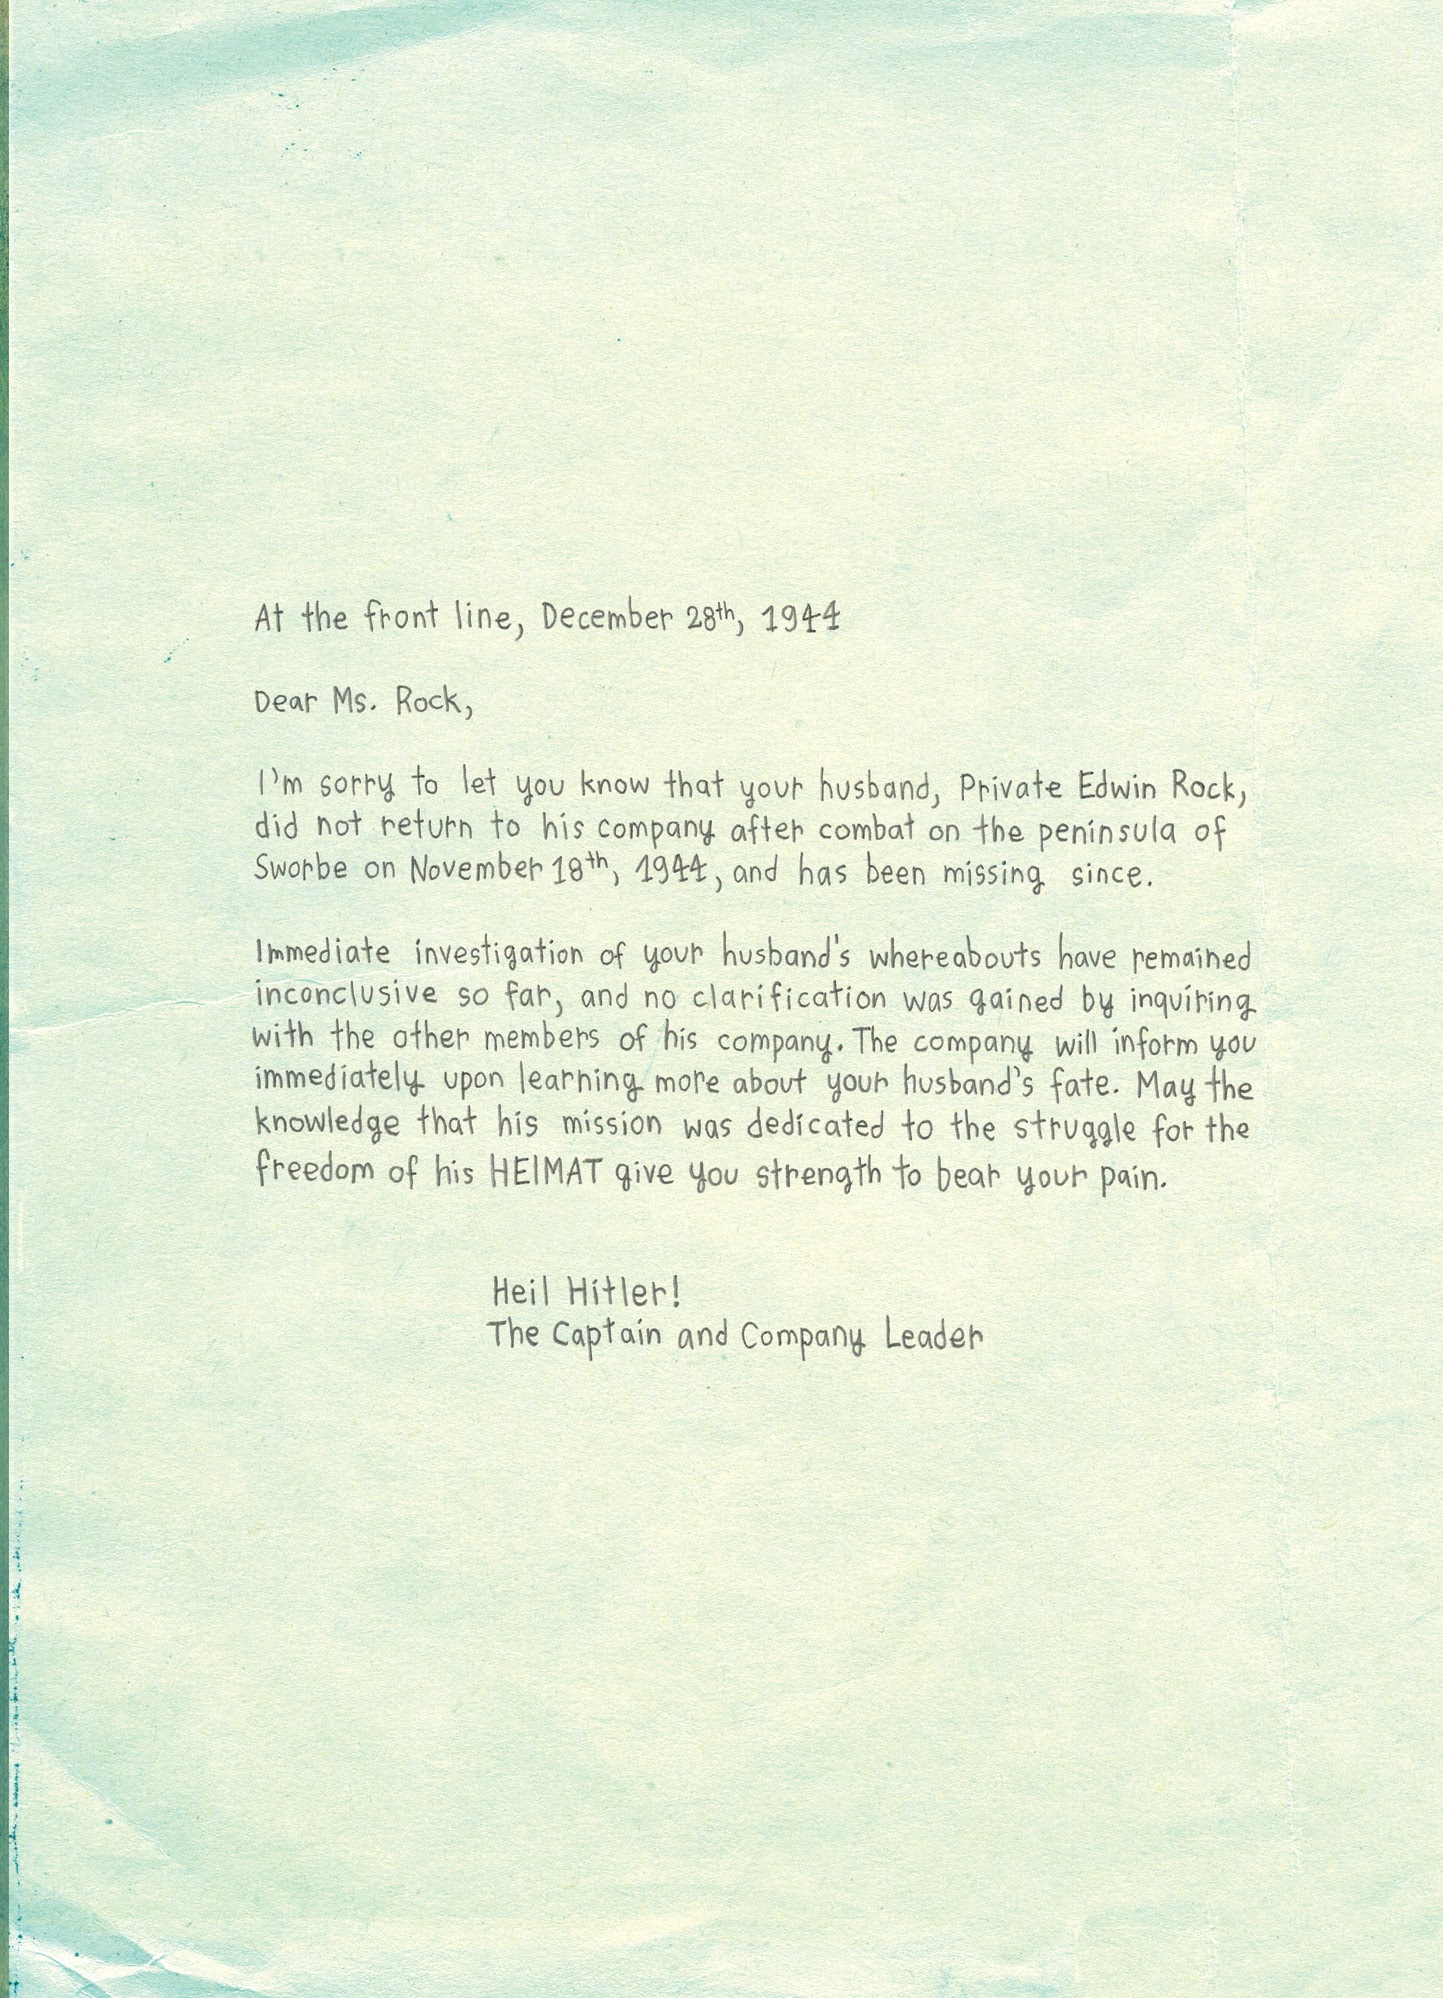 At the front line, December 28th, 1944
Dear Ms. Rock,
I'm sorry to let you know that your husband, Private Edwin Rock,
did not return to his company after combat on the peninsula of
Sworbe on November 18th, 1944, and has been missing since.
Immediate investigation of your husband's whereabouts have remained
inconclusive so far, and no clarification was gained by inquiring
with the other members of his company. The company will inform you
immediately upon learning more about your husband's fate. May the
knowledge that his mission was dedicated to the struggle for the
freedom of his HEIMAT give you strength to bear your pain.
Heil Hitler!
The Captain and Company Leader